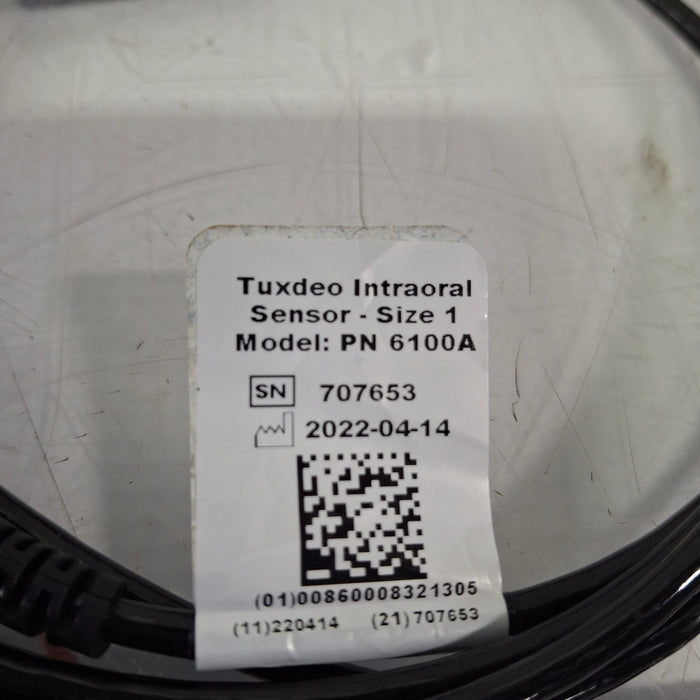 Tuxdeo Intraoral
Sensor - Size 1
Model: PN 6100A
SN 707653
2022-04-14
(01)00860008321305
(11)220414 (21)707653